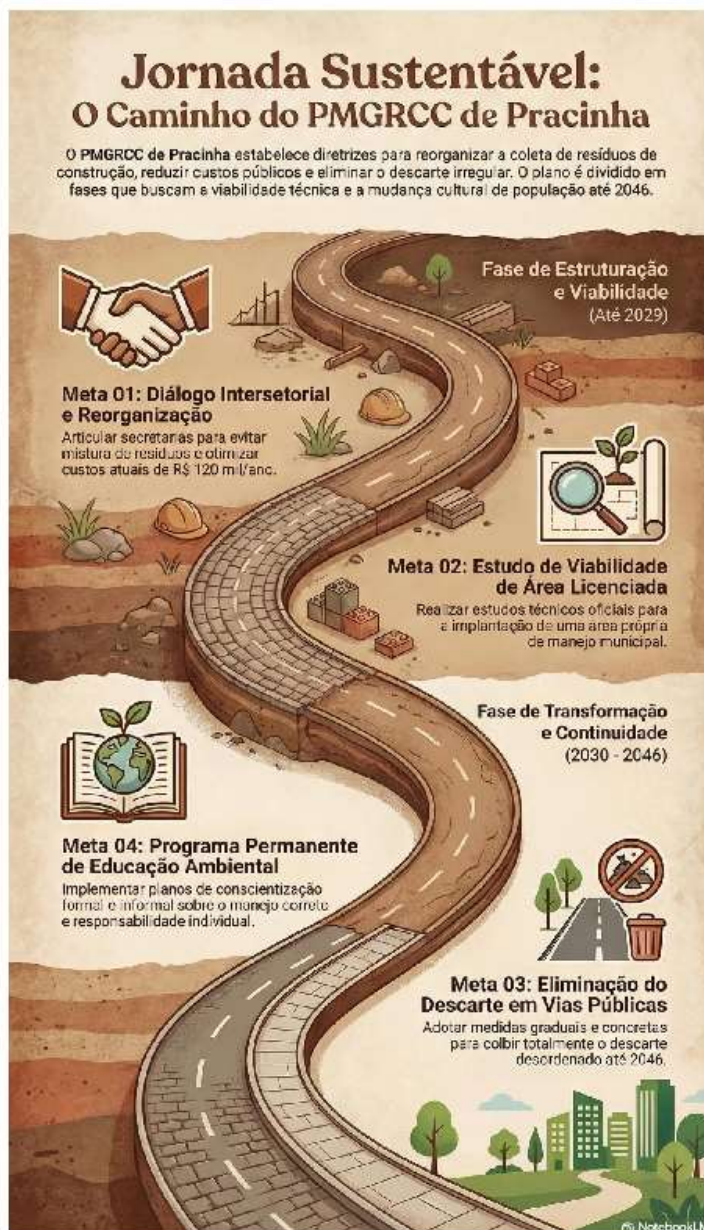 Jornada Sustentável:
O Caminho do PMGRCC de Pracinha
O PMGRCC de Pracinha estabelece diretrizes para reorganizar a coleta de resíduos de
construção, reduzir custos públicos e eliminar o descarte irregular. O plano é dividido em
fases que buscam a viabilidade técnica e a mudança cultural de população até 2046.
Fase de Estruturação
e Viabilidade
(Até 2029)
Meta 01: Diálogo Intersetorial
e Reorganização
Articular secretarias para evitar
mistura de resíduos e otimizar
custos atuais de R$ 120 mil/ano.
Meta 02: Estudo de Viabilidade
de Área Licenciada
Realizar estudos técnicos oficiais para
a implantação de uma área própria
de manejo municipal.
Fase de Transformação
e Continuidade
(2030 - 2046)
Meta 04: Programa Permanente
de Educação Ambiental
Implementar planos de conscientização
formal e informal sobre o manejo correto
e responsabilidade individual.
Meta 03: Eliminação do
Descarte em Vias Públicas
Adotar medidas graduais e concretas
para colbir totalmente o descarte
desordenado até 2046.
NotebookLM